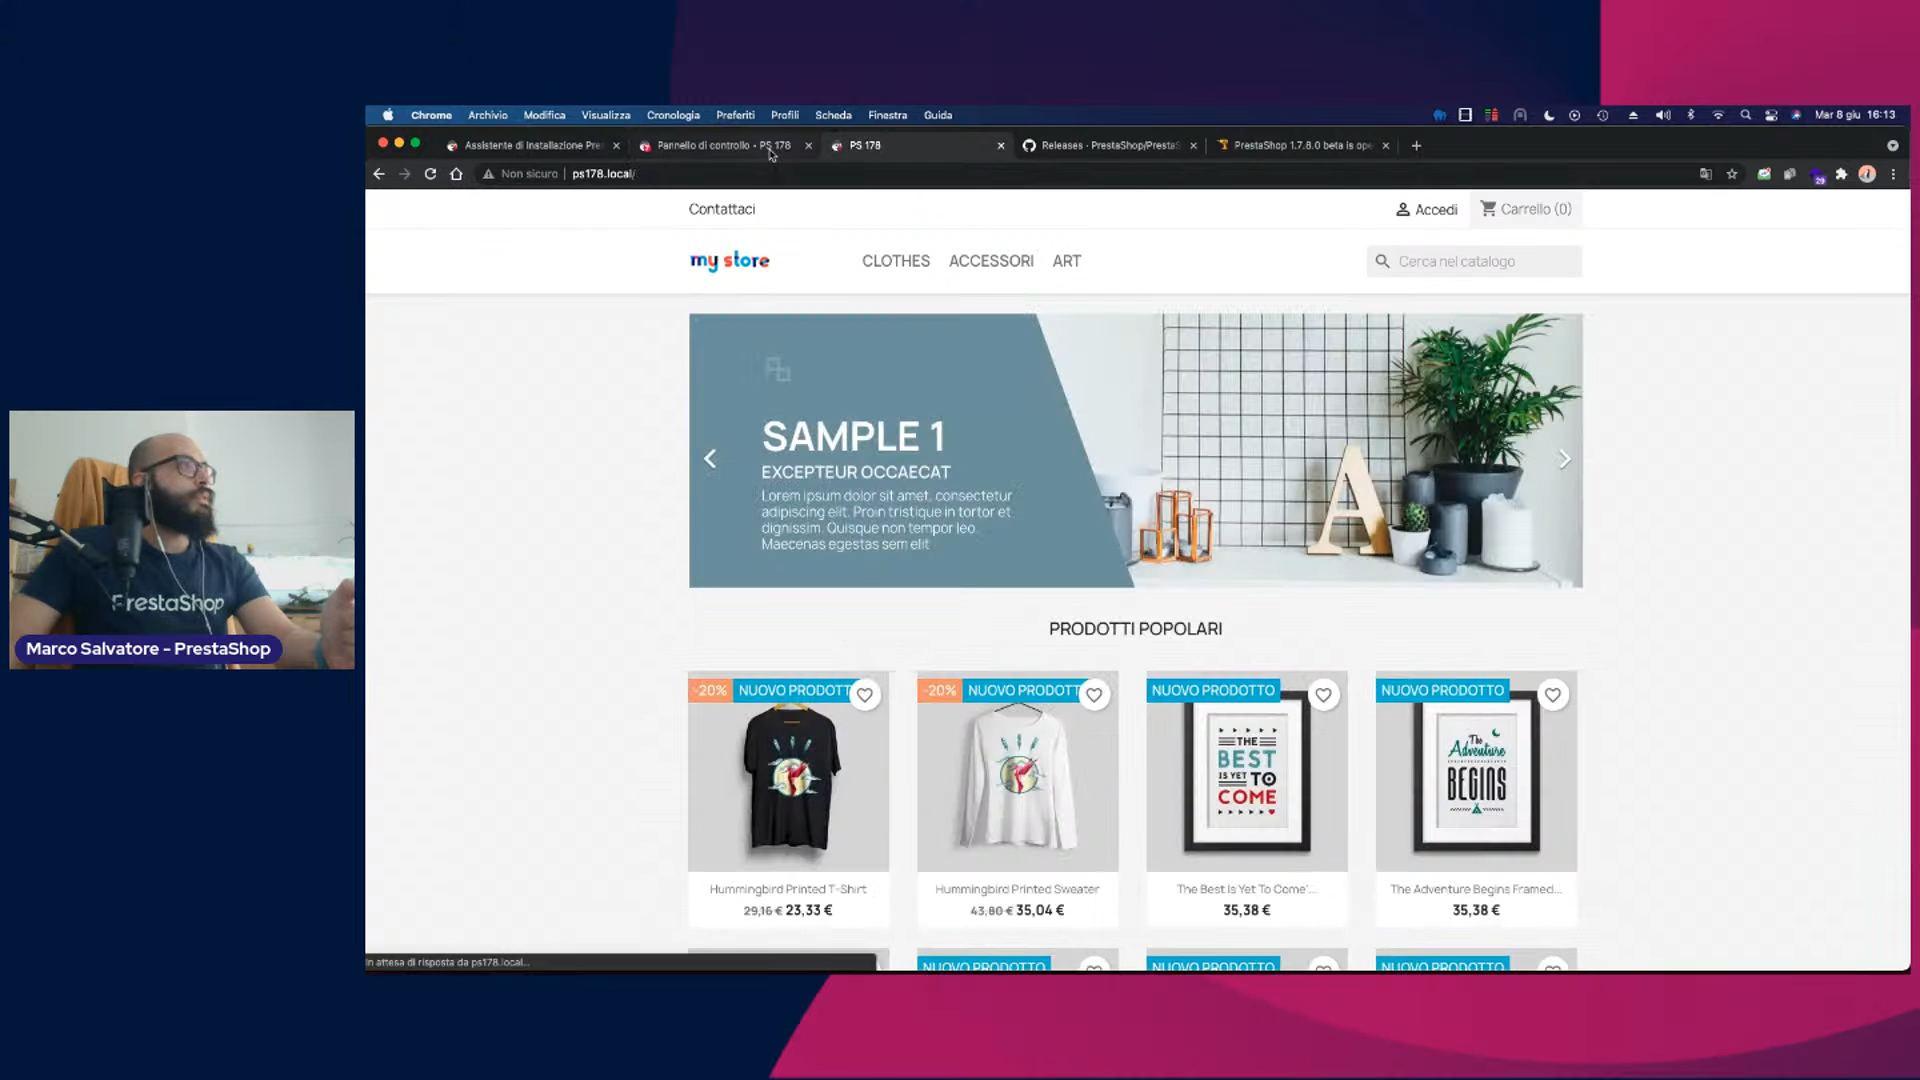 Chrome Archivio Modifica Visualizza Cronologia Preferiti Profili Scheda Finestra Guida Mar 8 giu 16:13
Assistente di Installazione Pre Pannello di controllo • PS 178 PS 178 Releases · PrestaShop/Presta PrestaShop 1.7.8.0 beta is ope
Non sicuro ps178.local/ 29
Contattaci Accedi Carrello (0)
my store CLOTHES ACCESSORI ART Cerca nel catalogo
SAMPLE 1
EXCEPTEUR OCCAECAT
Lorem ipsum dolor sit amet, consectetur
adipiscing elit. Proin tristique in tortor et
dignissim. Quisque non tempor leo.
Maecenas egestas sem elit
A
PrestaShop
Marco Salvatore - PrestaShop
PRODOTTI POPOLARI
-20% NUOVO PRODOTT -20% NUOVO PRODOTT NUOVO PRODOTTO NUOVO PRODOTTO
THE
BEST
IS YET TO
COME
The
Adventure
BEGINS
Hummingbird Printed T-Shirt Hummingbird Printed Sweater The Best Is Yet To Come'... The Adventure Begins Framed...
29,16 € 23,33 € 43,80 € 35,04 € 35,38 € 35,38 €
NUOVO PRODOTTO NUOVO PRODOTTO NUOVO PRODOTTO
In attesa di risposta da ps178.local...